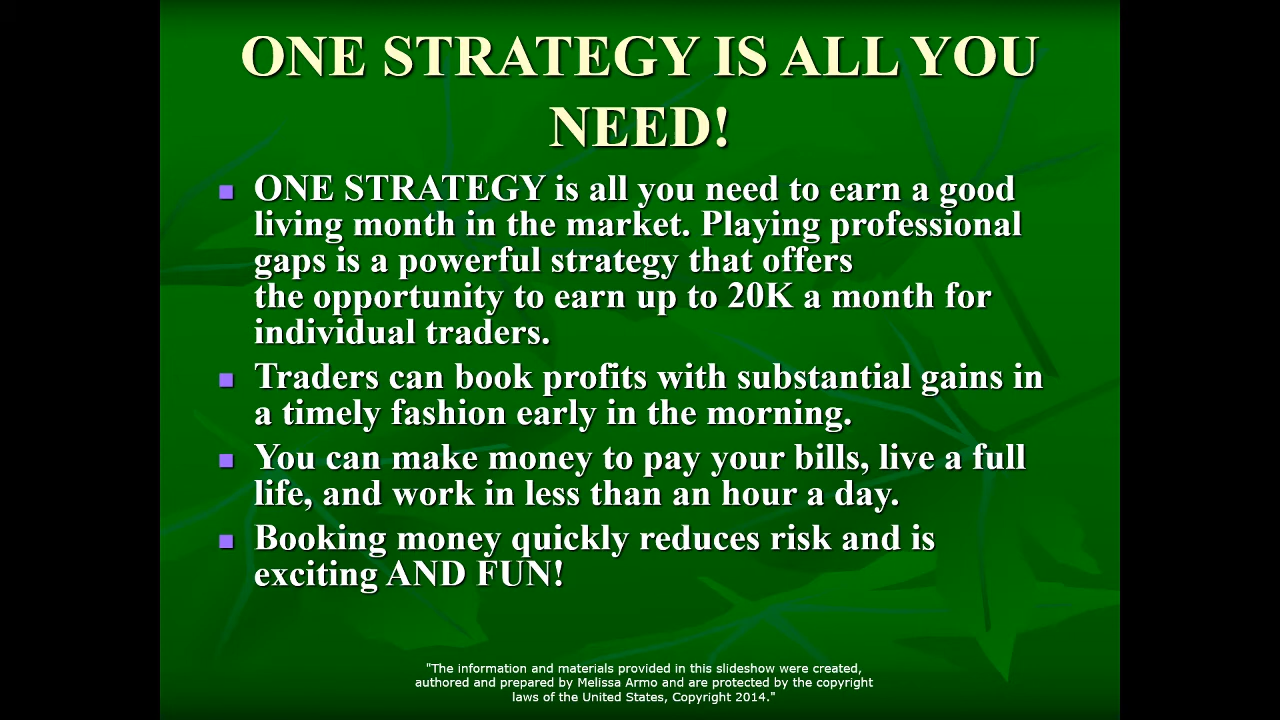 ONE STRATEGY IS ALL YOU
NEED!
ONE STRATEGY is all you need to earn a good
living month in the market. Playing professional
gaps is a powerful strategy that offers
the opportunity to earn up to 20K a month for
individual traders.
Traders can book profits with substantial gains in
a timely fashion early in the morning.
You can make money to pay your bills, live a full
life, and work in less than an hour a day.
Booking money quickly reduces risk and is
exciting AND FUN!
"The information and materials provided in this slideshow were created,
authored and prepared by Melissa Armo and are protected by the copyright
laws of the United States, Copyright 2014."